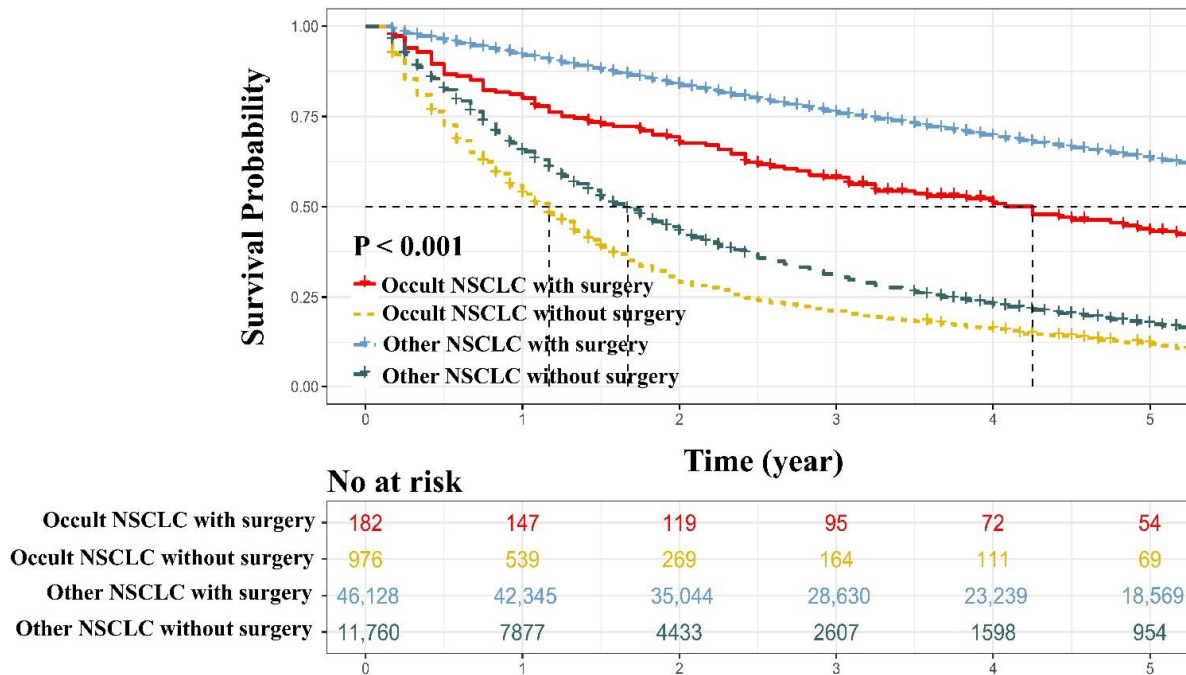 1.00
0.75
0.50
0.25
0.00
Survival Probability
P < 0.001
Occult NSCLC with surgery
Occult NSCLC without surgery
Other NSCLC with surgery
Other NSCLC without surgery
0 1 2 3 4 5
Time (year)
No at risk
Occult NSCLC with surgery 182 147 119 95 72 54
Occult NSCLC without surgery 976 539 269 164 111 69
Other NSCLC with surgery 46,128 42,345 35,044 28,630 23,239 18,569
Other NSCLC without surgery 11,760 7877 4433 2607 1598 954
0 1 2 3 4 5